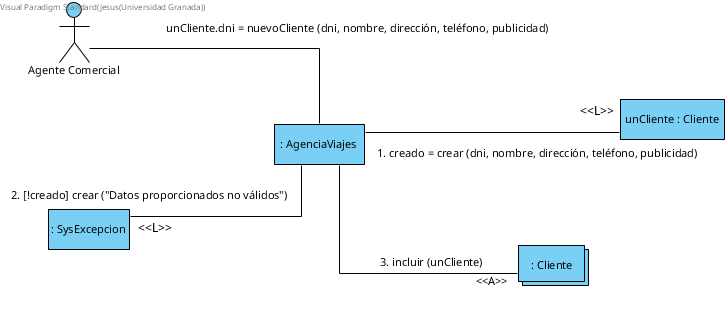 Visual Paradigm Standard(jesus(Universidad Granada))
unCliente.dni = nuevoCliente (dni, nombre, dirección, teléfono, publicidad)
Agente Comercial
<<L>>
unCliente : Cliente
: AgenciaViajes
1. creado = crear (dni, nombre, dirección, teléfono, publicidad)
2. [!creado] crear ("Datos proporcionados no válidos")
: SysExcepcion
<<L>>
3. incluir (unCliente)
: Cliente
<<A>>